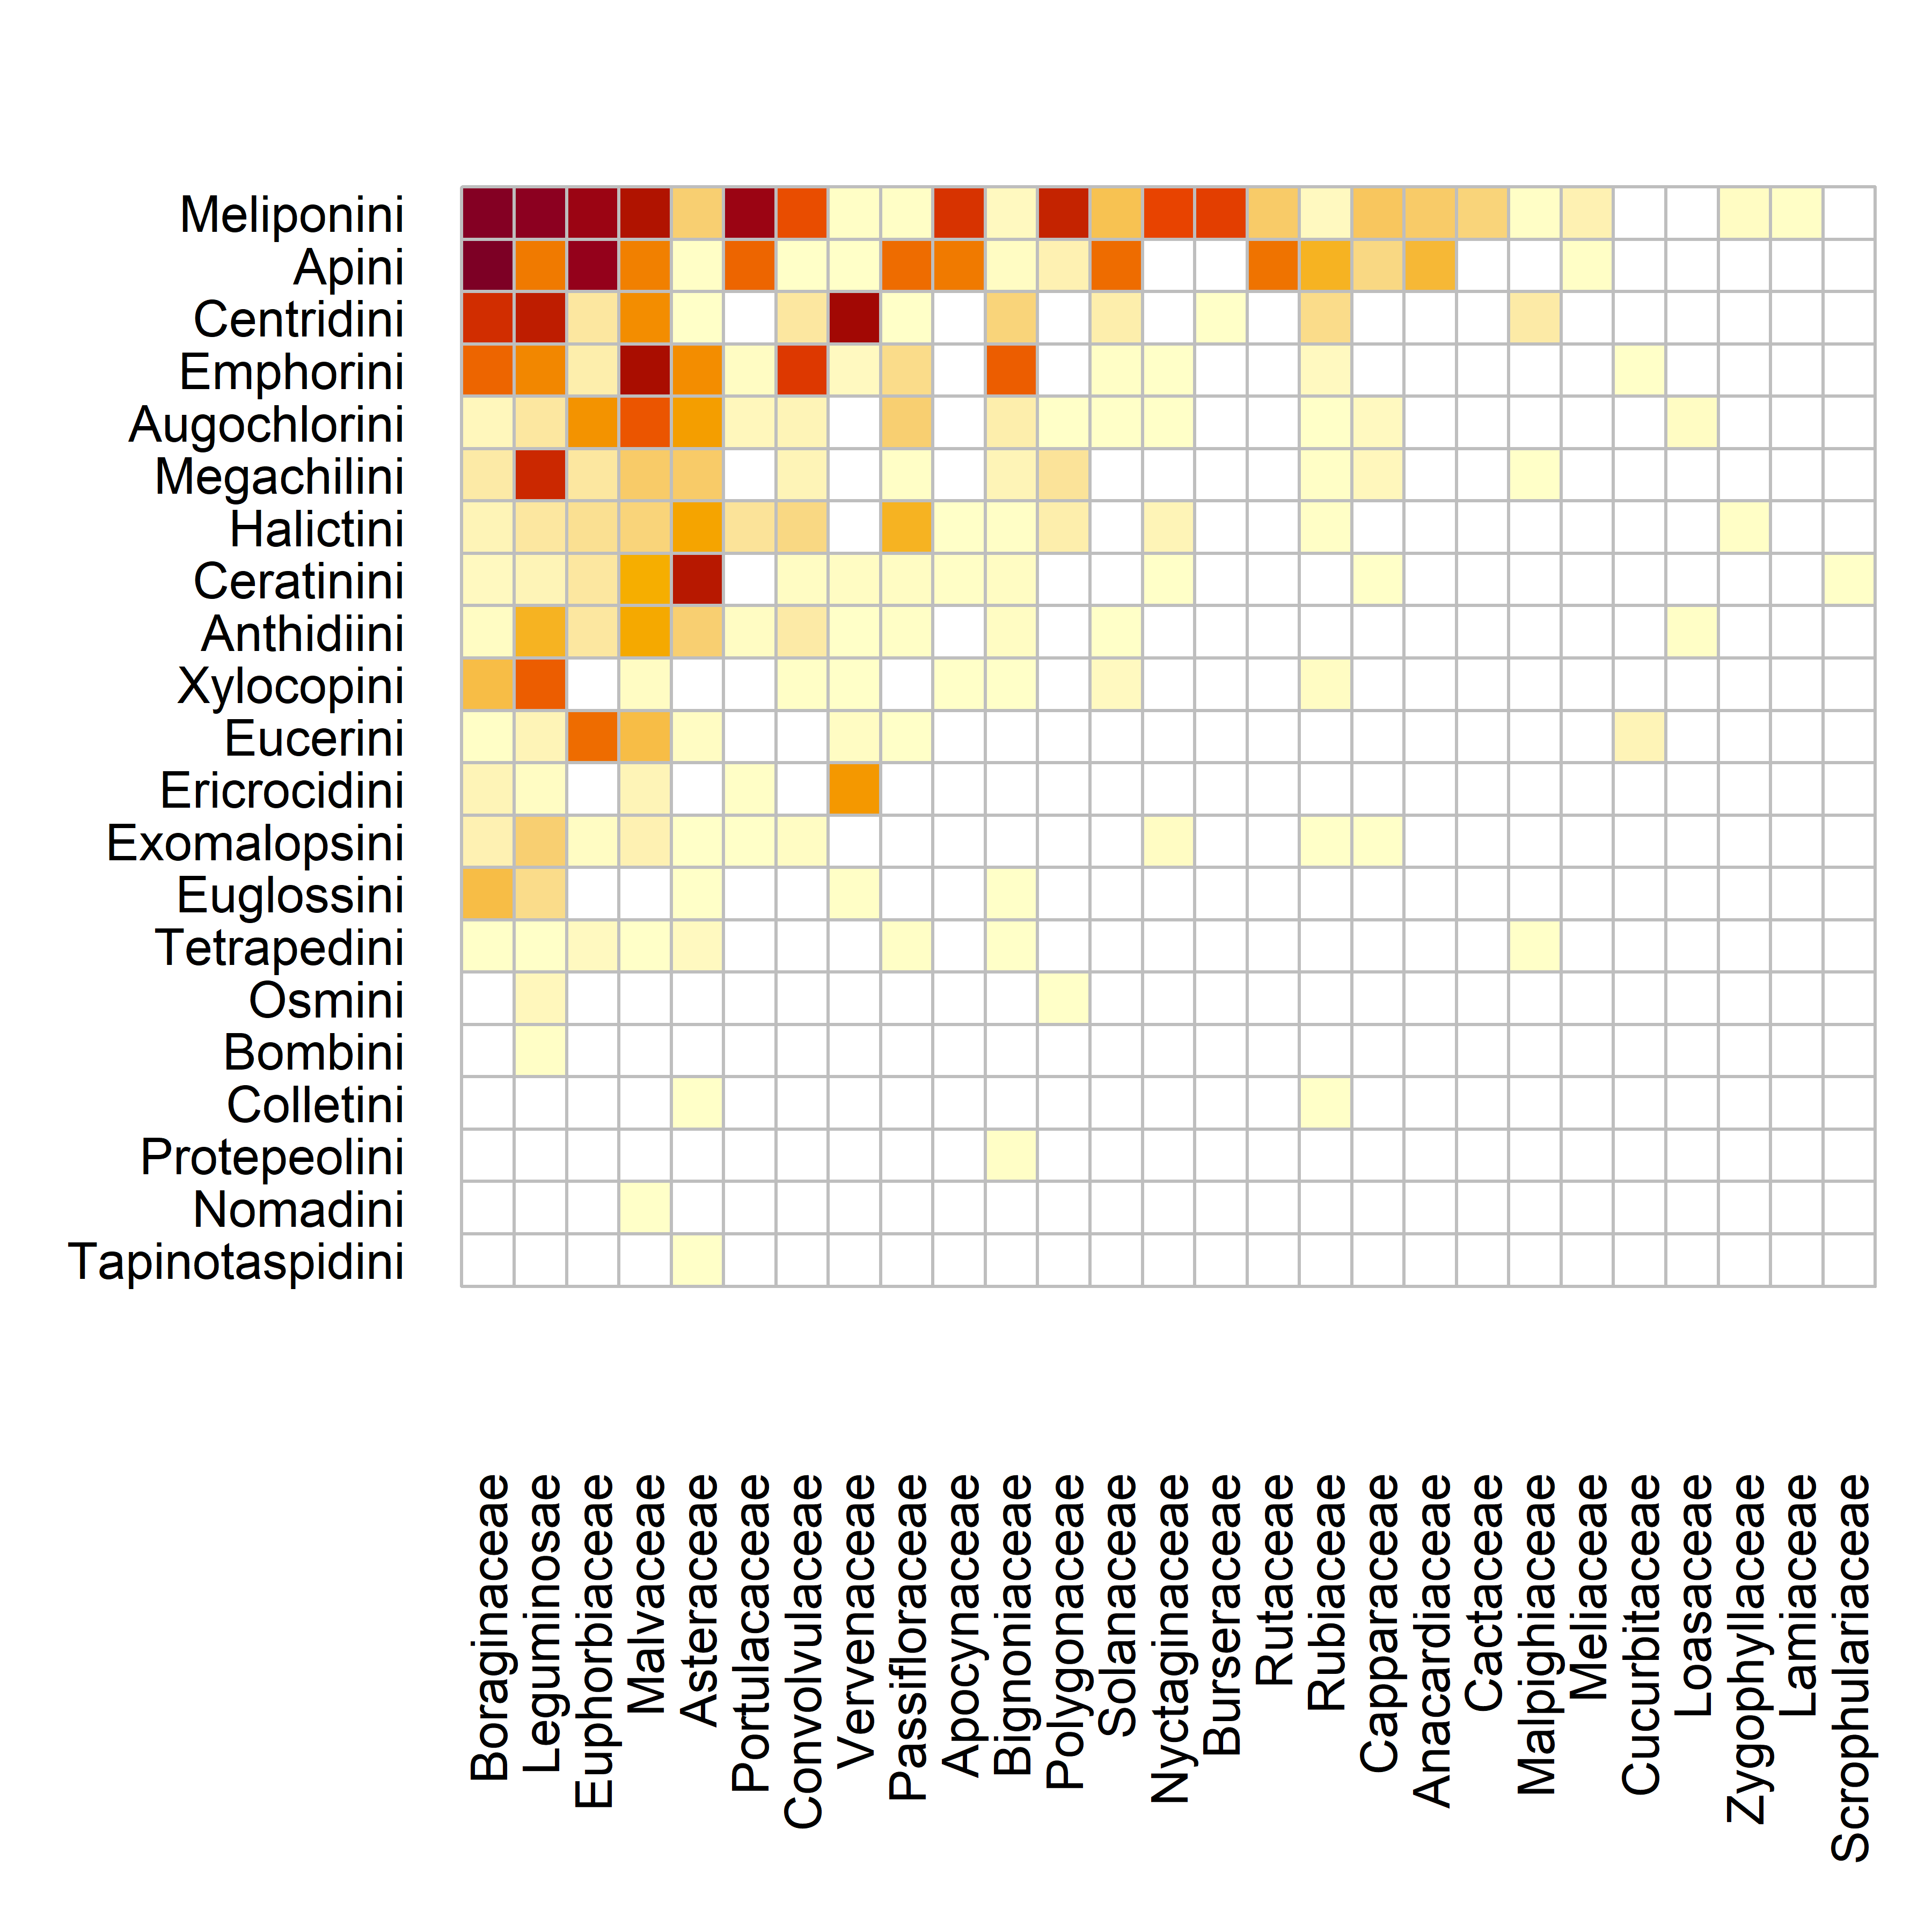 Meliponini
Apini
Centridini
Emphorini
Augochlorini
Megachilini
Halictini
Ceratinini
Anthidiini
Xylocopini
Eucerini
Ericrocidini
Exomalopsini
Euglossini
Tetrapedini
Osmini
Bombini
Colletini
Protepeolini
Nomadini
Tapinotaspidini
Boraginaceae
Leguminosae
Euphorbiaceae
Malvaceae
Asteraceae
Portulacaceae
Convolvulaceae
Vervenaceae
Passifloraceae
Apocynaceae
Bignoniaceae
Polygonaceae
Solanaceae
Nyctaginaceae
Burseraceae
Rutaceae
Rubiaceae
Capparaceae
Anacardiaceae
Cactaceae
Malpighiaceae
Meliaceae
Cucurbitaceae
Loasaceae
Zygophyllaceae
Lamiaceae
Scrophulariaceae